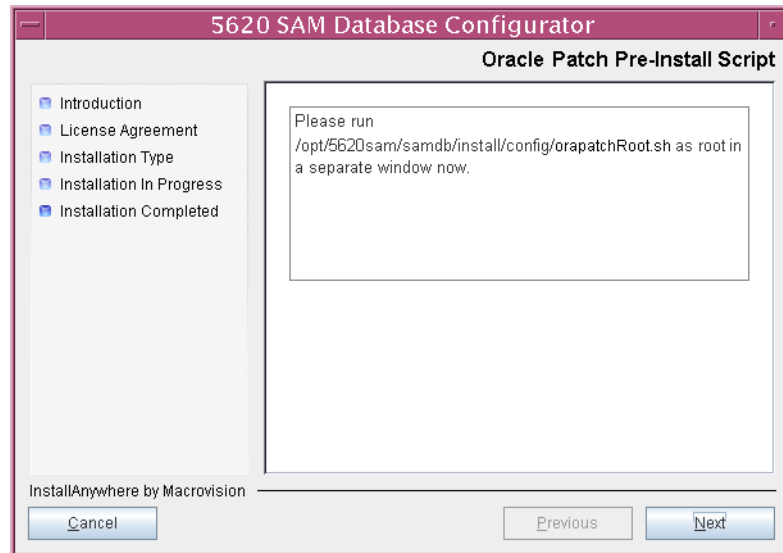 5620 SAM Database Configurator
Oracle Patch Pre-Install Script
Introduction
License Agreement
Installation Type
Installation In Progress
Installation Completed
Please run
/opt/5620sam/samdb/install/config/orapatchRoot.sh as root in
a separate window now.
InstallAnywhere by Macrovision
Cancel
Previous
Next